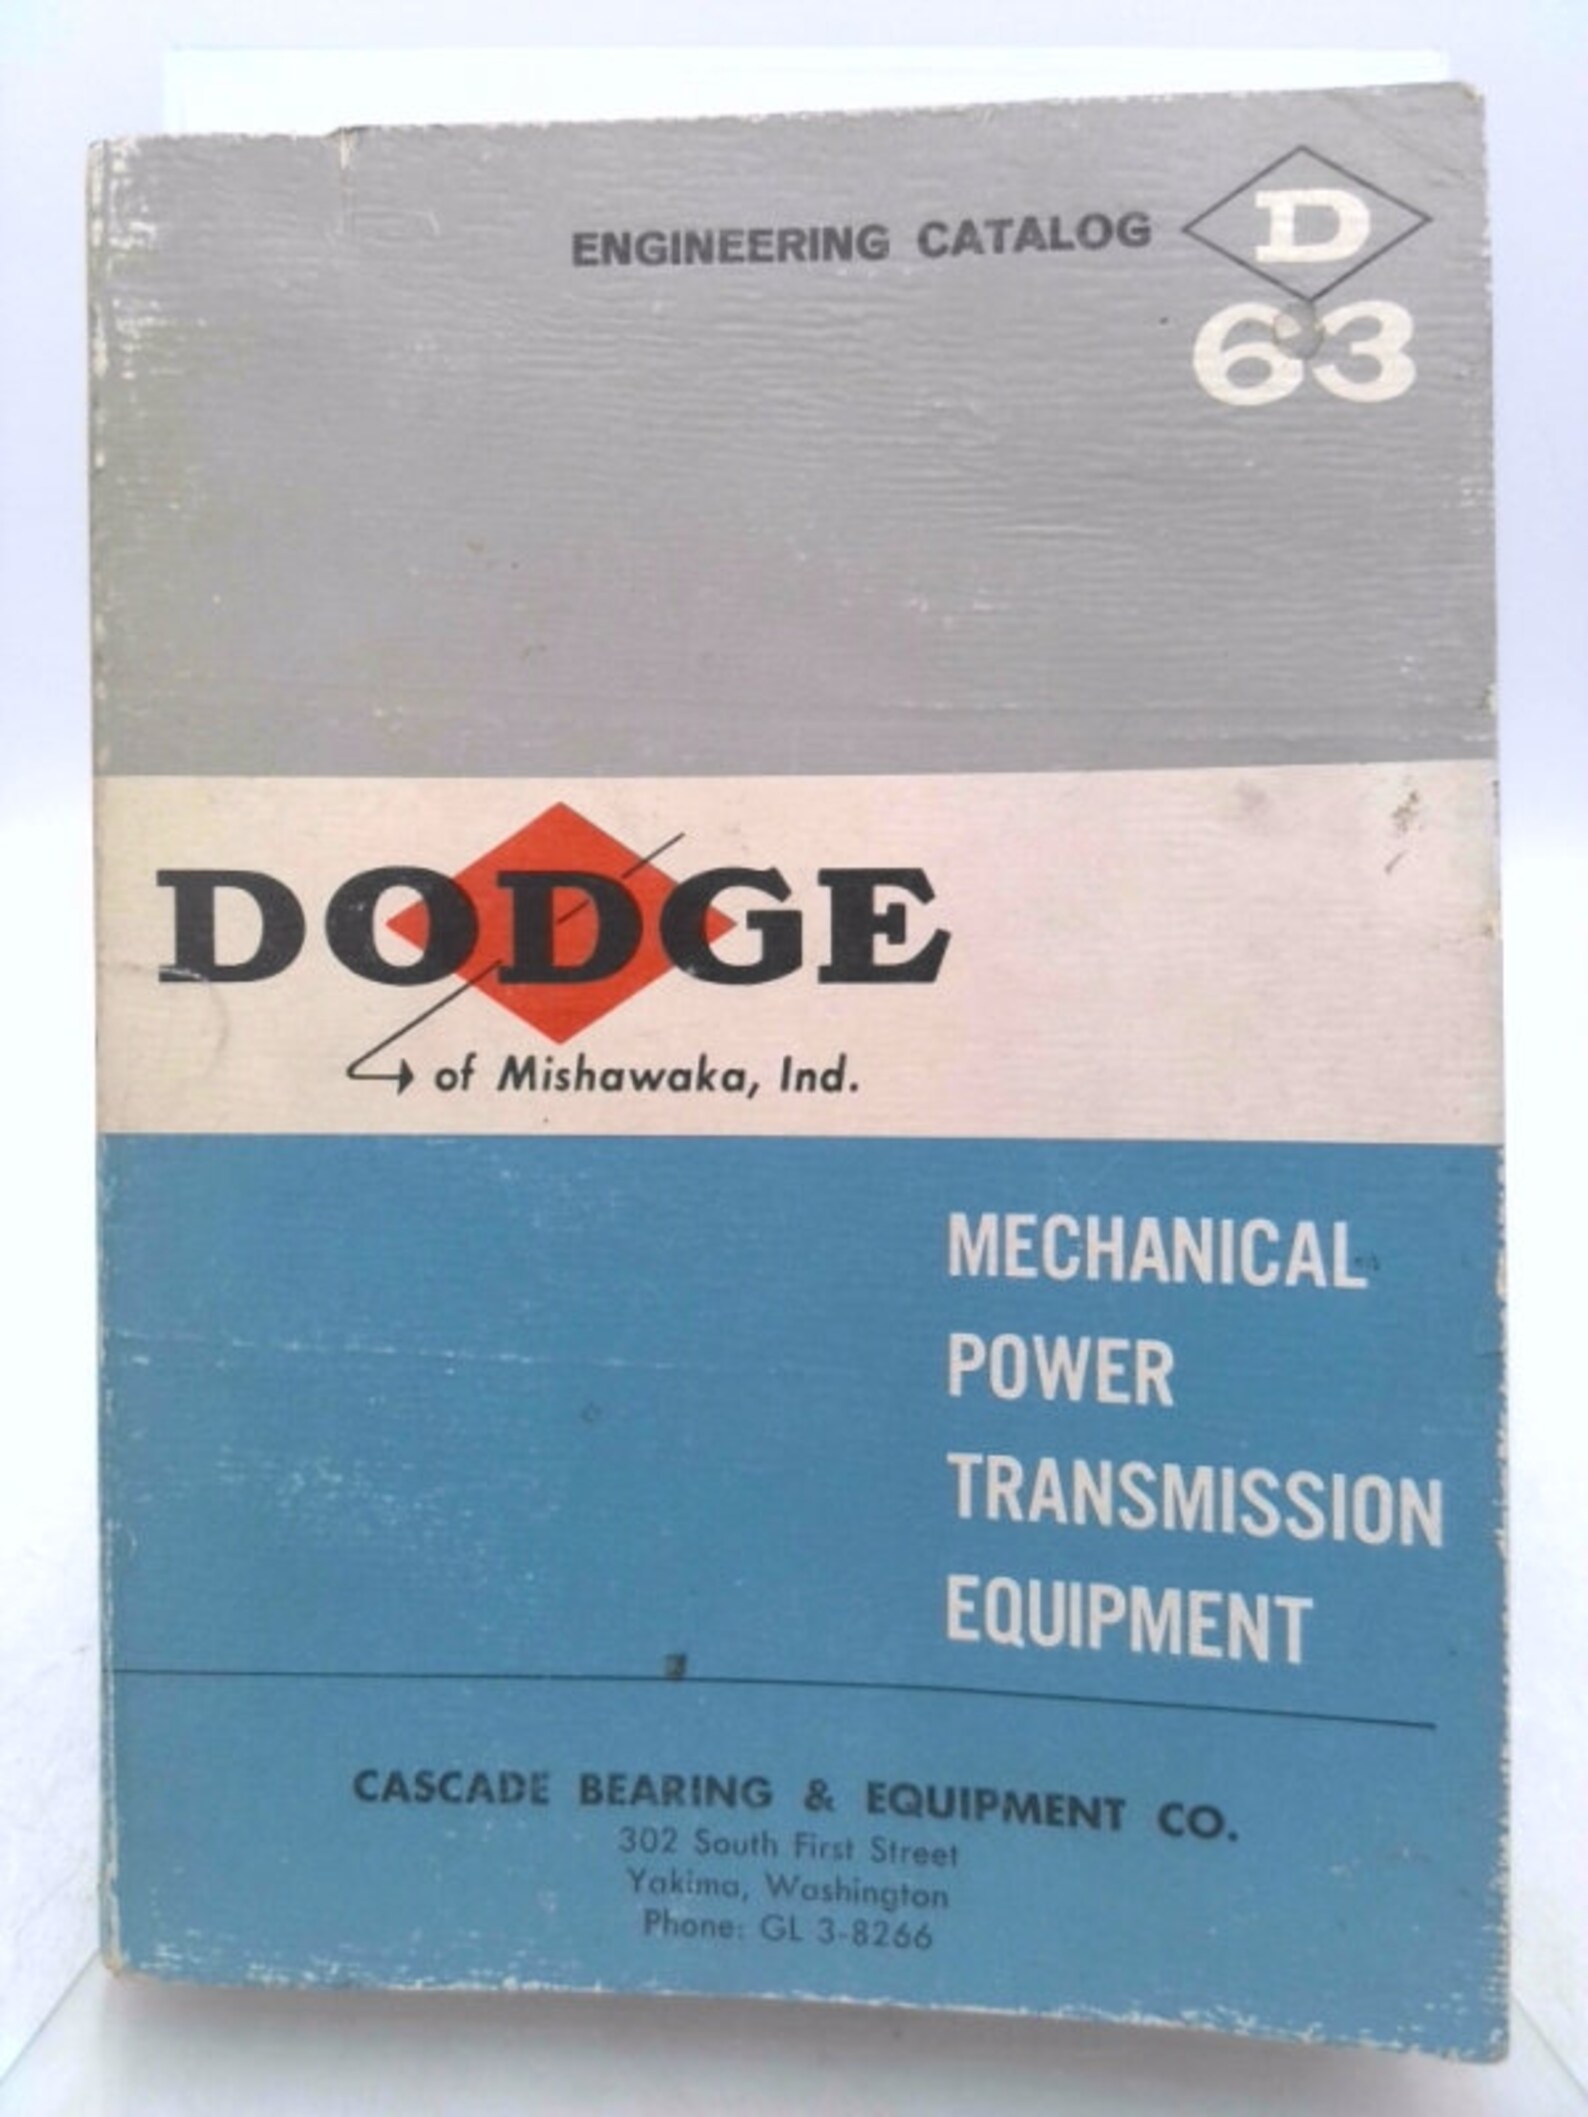 ENGINEERING CATALOG D
63
DODGE
of Mishawaka, Ind.
MECHANICAL
POWER
TRANSMISSION
EQUIPMENT
CASCADE BEARING & EQUIPMENT CO.
302 South First Street
Yakima, Washington
Phone: GL 3-8266